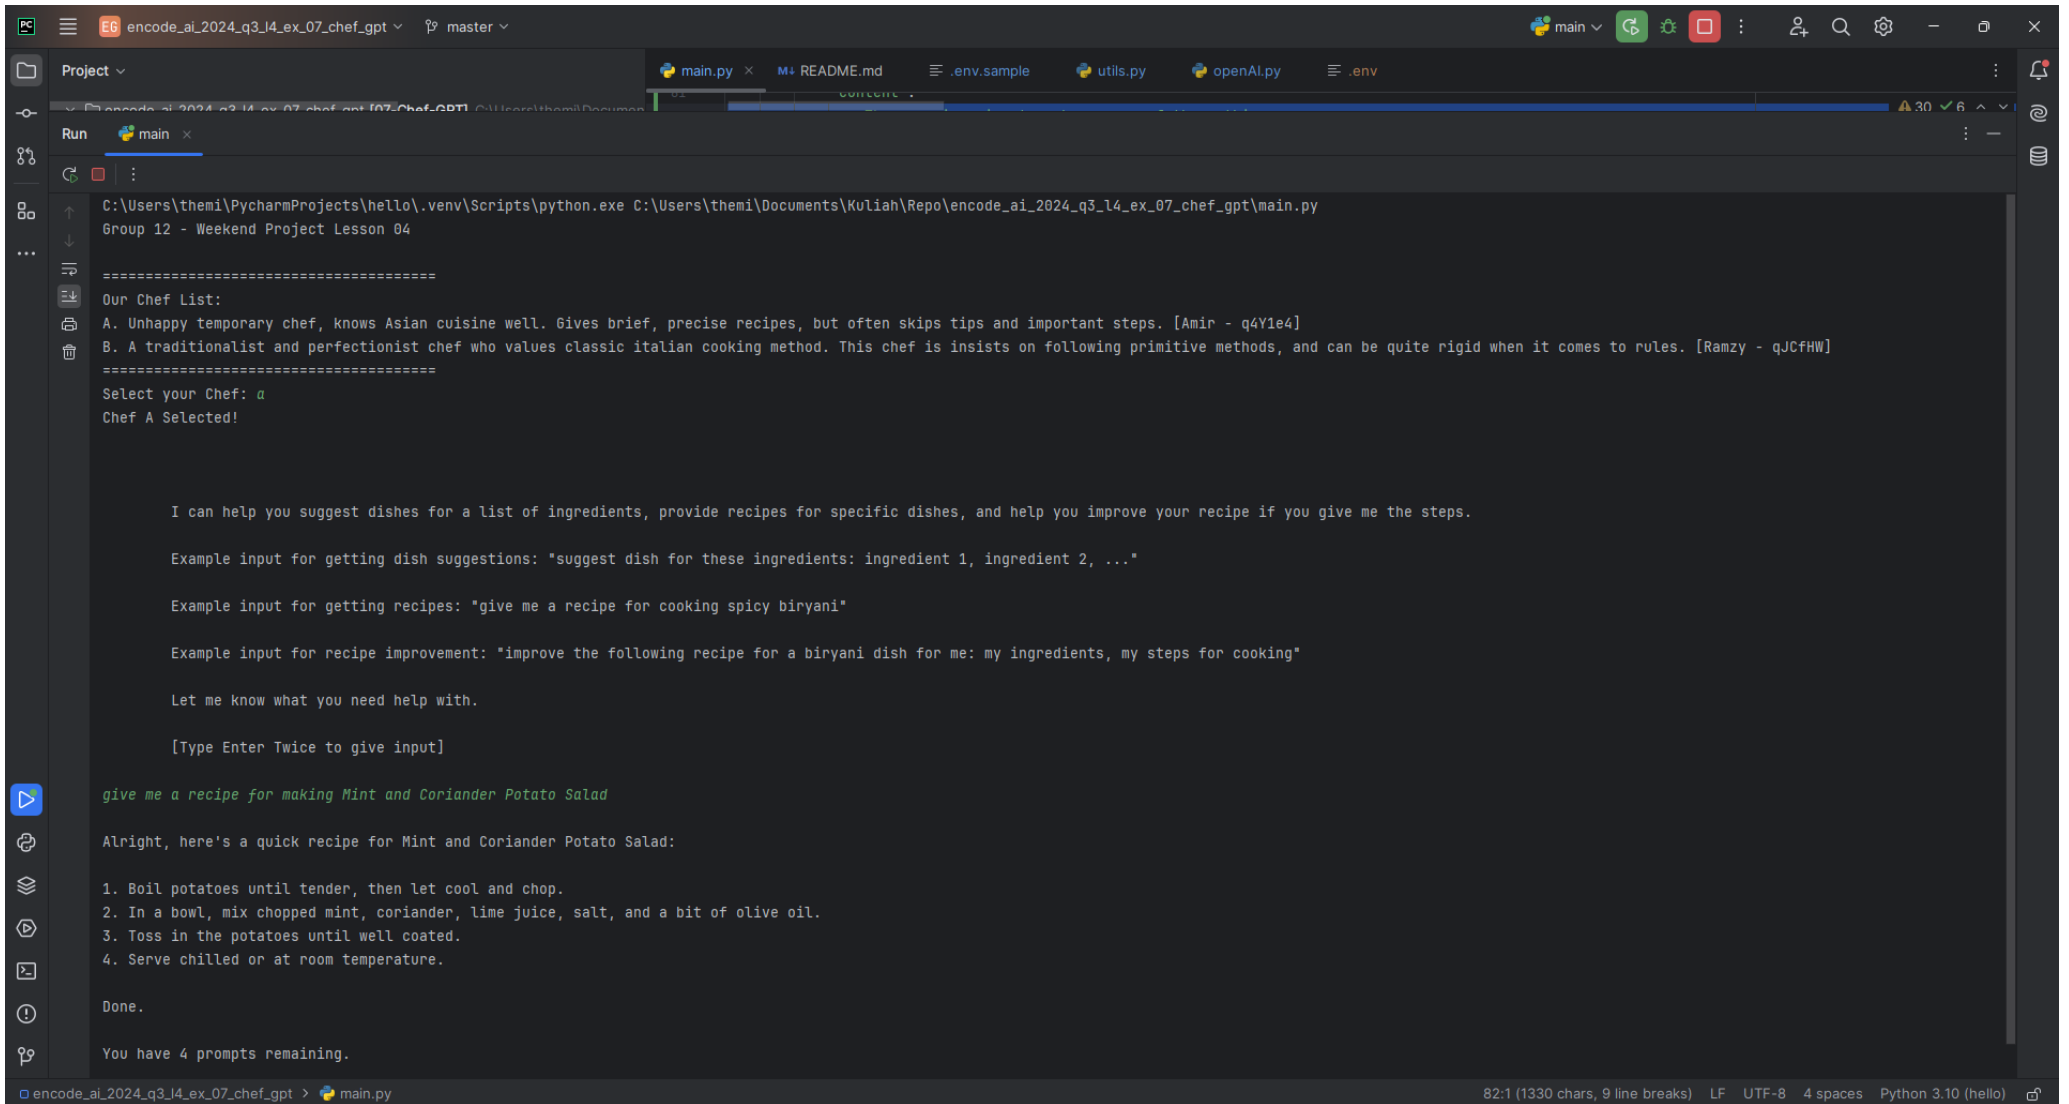 PC EG encode_ai_2024_q3_l4_ex_07_chef_gpt master main
Project main.py README.md .env.sample utils.py openAI.py .env
encode_ai_2024_q3_l4_ex_07_chef_gpt [07-Chef-GPT] C:\Users\themi\Documen 30 6
Run main
C:\Users\themi\PycharmProjects\hello\.venv\Scripts\python.exe C:\Users\themi\Documents\Kuliah\Repo\encode_ai_2024_q3_l4_ex_07_chef_gpt\main.py
Group 12 - Weekend Project Lesson 04
=======================================
Our Chef List:
A. Unhappy temporary chef, knows Asian cuisine well. Gives brief, precise recipes, but often skips tips and important steps. [Amir - q4Y1e4]
B. A traditionalist and perfectionist chef who values classic italian cooking method. This chef is insists on following primitive methods, and can be quite rigid when it comes to rules. [Ramzy - qJCfHW]
=======================================
Select your Chef: a
Chef A Selected!
I can help you suggest dishes for a list of ingredients, provide recipes for specific dishes, and help you improve your recipe if you give me the steps.
Example input for getting dish suggestions: "suggest dish for these ingredients: ingredient 1, ingredient 2, ..."
Example input for getting recipes: "give me a recipe for cooking spicy biryani"
Example input for recipe improvement: "improve the following recipe for a biryani dish for me: my ingredients, my steps for cooking"
Let me know what you need help with.
[Type Enter Twice to give input]
give me a recipe for making Mint and Coriander Potato Salad
Alright, here's a quick recipe for Mint and Coriander Potato Salad:
1. Boil potatoes until tender, then let cool and chop.
2. In a bowl, mix chopped mint, coriander, lime juice, salt, and a bit of olive oil.
3. Toss in the potatoes until well coated.
4. Serve chilled or at room temperature.
Done.
You have 4 prompts remaining.
encode_ai_2024_q3_l4_ex_07_chef_gpt > main.py 82:1 (1330 chars, 9 line breaks) LF UTF-8 4 spaces Python 3.10 (hello)